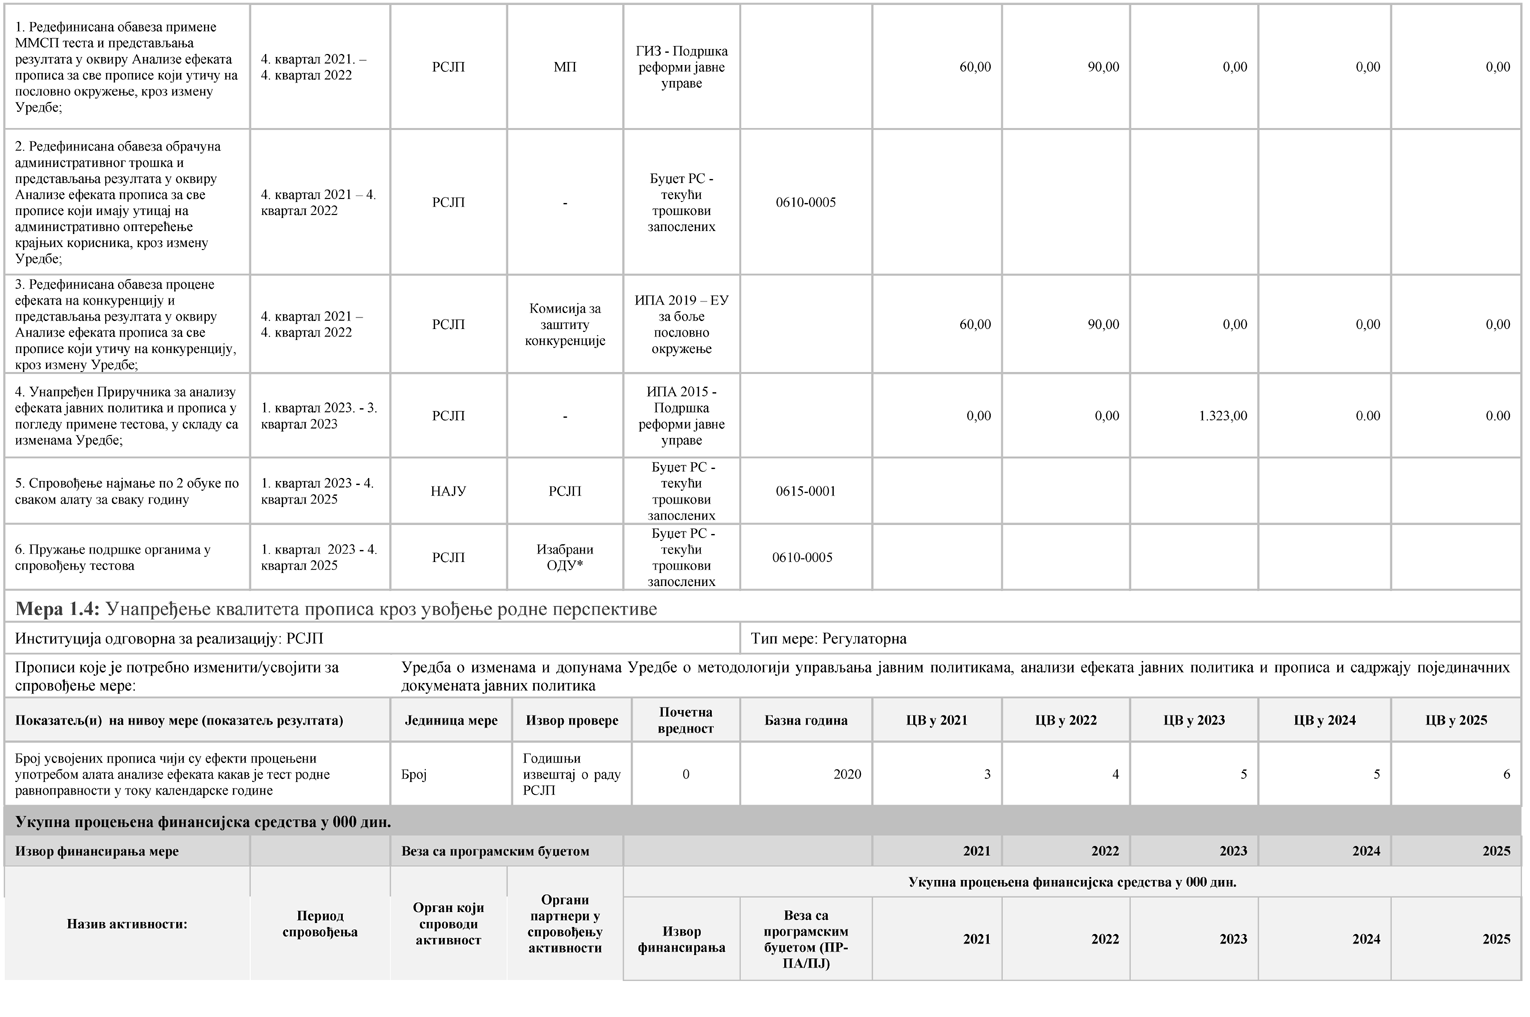 1. Редефинисана обавеза примене
ММСП теста и представљања
резултата у оквиру Анализе ефеката
прописа за све прописе који утичу на
пословно окружење, кроз измену
Уредбе;
4. квартал 2021. –
4. квартал 2022
РСЈП
МП
ГИЗ - Подршка
реформи јавне
управе
60,00
90,00
0,00
0,00
0,00
2. Редефинисана обавеза обрачуна
административног трошка и
представљања резултата у оквиру
Анализе ефеката прописа за све
прописе који имају утицај на
административно оптерећење
крајњих корисника, кроз измену
Уредбе;
4. квартал 2021 – 4.
квартал 2022
РСЈП
-
Буџет РС -
текући
трошкови
запослених
0610-0005
3. Редефинисана обавеза процене
ефеката на конкуренцију и
представљања резултата у оквиру
Анализе ефеката прописа за све
прописе који утичу на конкуренцију,
кроз измену Уредбе;
4. квартал 2021 –
4. квартал 2022
РСЈП
Комисија за
заштиту
конкуренције
ИПА 2019 – ЕУ
за боље
пословно
окружење
60,00
90,00
0,00
0,00
0,00
4. Унапређен Приручника за анализу
ефеката јавних политика и прописа у
погледу примене тестова, у складу са
изменама Уредбе;
1. квартал 2023. - 3.
квартал 2023
РСЈП
-
ИПА 2015 -
Подршка
реформи јавне
управе
0,00
0,00
1.323,00
0.00
0.00
5. Спровођење најмање по 2 обуке по
сваком алату за сваку годину
1. квартал 2023 - 4.
квартал 2025
НАЈУ
РСЈП
Буџет РС -
текући
трошкови
запослених
0615-0001
6. Пружање подршке органима у
спровођењу тестова
1. квартал 2023 - 4.
квартал 2025
РСЈП
Изабрани
ОДУ*
Буџет РС -
текући
трошкови
запослених
0610-0005
Мера 1.4: Унапређење квалитета прописа кроз увођење родне перспективе
Институција одговорна за реализацију: РСЈП
Тип мере: Регулаторна
Прописи које је потребно изменити/усвојити за
спровођење мере:
Уредба о изменама и допунама Уредбе о методологији управљања јавним политикама, анализи ефеката јавних политика и прописа и садржају појединачних
докумената јавних политика
Показатељ(и) на нивоу мере (показатељ резултата)
Јединица мере
Извор провере
Почетна
вредност
Базна година
ЦВ у 2021
ЦВ у 2022
ЦВ у 2023
ЦВ у 2024
ЦВ у 2025
Број усвојених прописа чији су ефекти процењени
употребом алата анализе ефеката какав је тест родне
равноправности у току календарске године
Број
Годишњи
извештај о раду
РСЈП
0
2020
3
4
5
5
6
Укупна процењена финансијска средства у 000 дин.
Извор финансирања мере
Веза са програмским буџетом
2021
2022
2023
2024
2025
Назив активности:
Период
спровођења
Орган који
спроводи
активност
Органи
партнери у
спровођењу
активности
Укупна процењена финансијска средства у 000 дин.
Извор
финансирања
Веза са
програмским
буџетом (ПР-
ПА/ПЈ)
2021
2022
2023
2024
2025